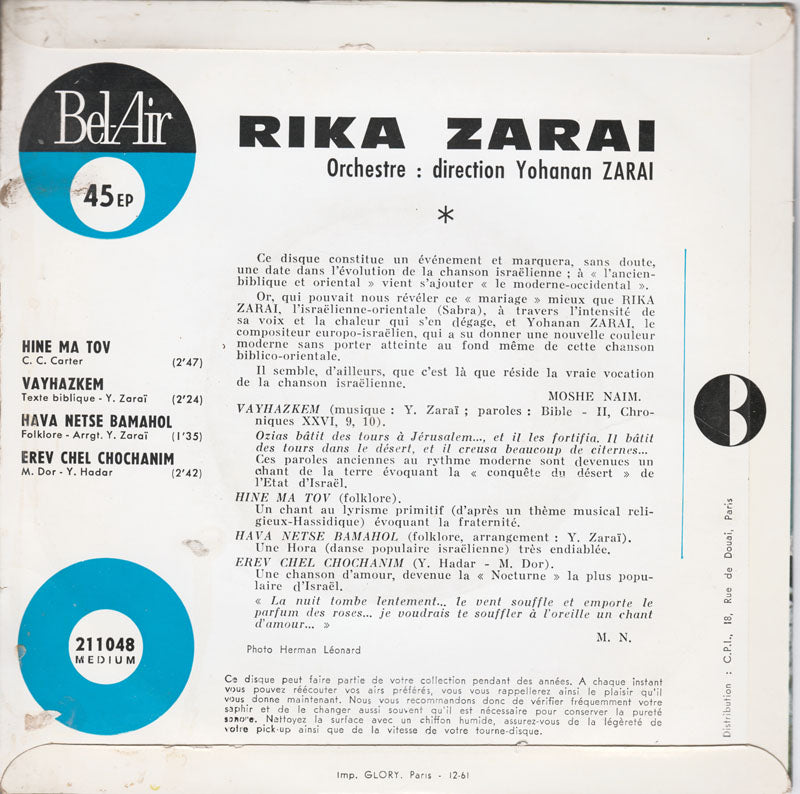 Bel-Air
45 EP
RIKA ZARAI
Orchestre : direction Yohanan ZARAI
*
Ce disque constitue un événement et marquera, sans doute,
une date dans l'évolution de la chanson israëlienne ; à « l'ancien-
biblique et oriental » vient s'ajouter « le moderne-occidental ».
Or, qui pouvait nous révéler ce « mariage » mieux que RIKA
ZARAI, l'israëlienne-orientale (Sabra), à travers l'intensité de
sa voix et la chaleur qui s'en dégage, et Yohanan ZARAI, le
compositeur europo-israélien, qui a su donner une nouvelle couleur
moderne sans porter atteinte au fond même de cette chanson
biblico-orientale.
Il semble, d'ailleurs, que c'est là que réside la vraie vocation
de la chanson israélienne.
MOSHE NAIM.
HINE MA TOV
C. C. Carter (2'47)
VAYHAZKEM
Texte biblique - Y. Zaraï (2'24)
HAVA NETSE BAMAHOL
Folklore - Arrgt. Y. Zaraï (1'35)
EREV CHEL CHOCHANIM
M. Dor - Y. Hadar (2'42)
VAYHAZKEM (musique : Y. Zaraï ; paroles : Bible - II, Chro-
niques XXVI, 9, 10).
Ozias bâtit des tours à Jérusalem..., et il les fortifia. Il bâtit
des tours dans le désert, et il creusa beaucoup de citernes...
Ces paroles anciennes au rythme moderne sont devenues un
chant de la terre évoquant la « conquête du désert » de
l'Etat d'Israël.
HINE MA TOV (folklore).
Un chant au lyrisme primitif (d'après un thème musical reli-
gieux-Hassidique) évoquant la fraternité.
HAVA NETSE BAMAHOL (folklore, arrangement : Y. Zaraï).
Une Hora (danse populaire israélienne) très endiablée.
EREV CHEL CHOCHANIM (Y. Hadar - M. Dor).
Une chanson d'amour, devenue la « Nocturne » la plus popu-
laire d'Israël.
« La nuit tombe lentement... le vent souffle et emporte le
parfum des roses... je voudrais te souffler à l'oreille un chant
d'amour... »
M. N.
Photo Herman Léonard
211048
MEDIUM
B
Distribution : C.P.I., 18, Rue de Douai, Paris
Ce disque peut faire partie de votre collection pendant des années. A chaque instant
vous pouvez réécouter vos airs préférés, vous vous rappellerez ainsi le plaisir qu'il
vous donne maintenant. Nous vous recommandons donc de vérifier fréquemment votre
saphir et de le changer aussi souvent qu'il est nécessaire pour conserver la pureté
sonore. Nettoyez la surface avec un chiffon humide, assurez-vous de la légèreté de
votre pick-up ainsi que de la vitesse de votre tourne-disque.
Imp. GLORY. Paris - 12-61